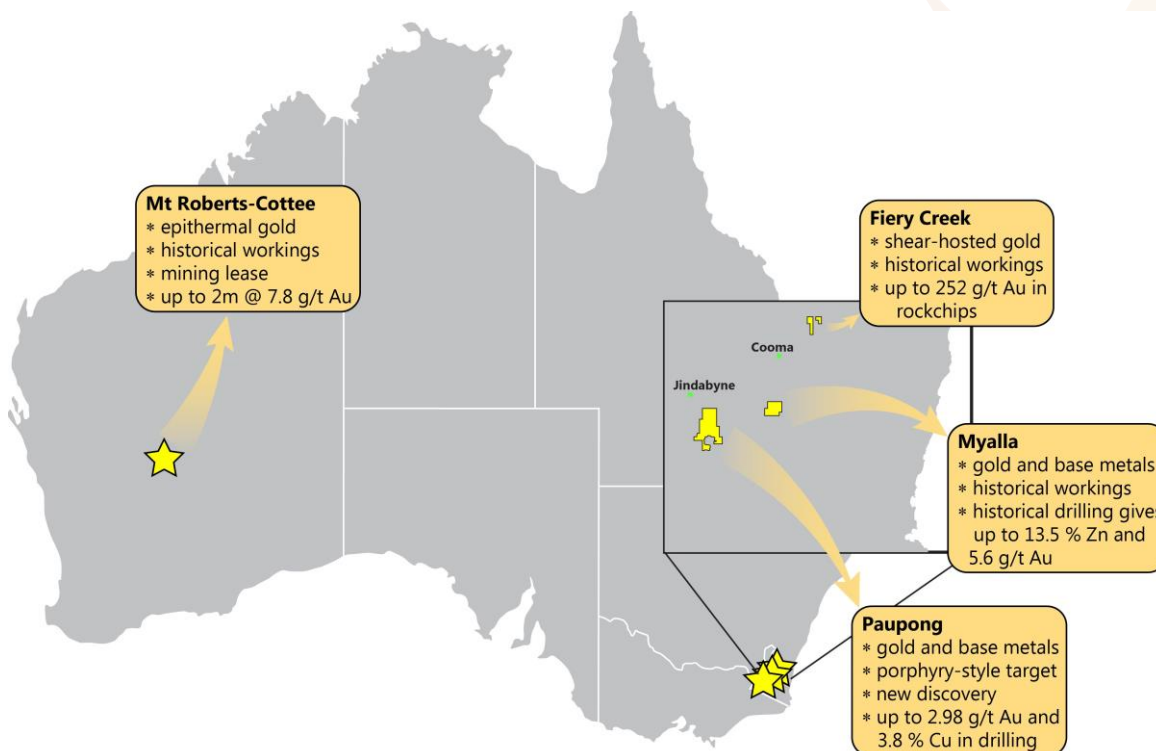 Mt Roberts-Cottee
* epithermal gold
* historical workings
* mining lease
* up to 2m @ 7.8 g/t Au
Fiery Creek
* shear-hosted gold
* historical workings
* up to 252 g/t Au in
rockchips
Cooma
Jindabyne
Myalla
* gold and base metals
* historical workings
* historical drilling gives
up to 13.5 % Zn and
5.6 g/t Au
Paupong
* gold and base metals
* porphyry-style target
* new discovery
* up to 2.98 g/t Au and
3.8 % Cu in drilling